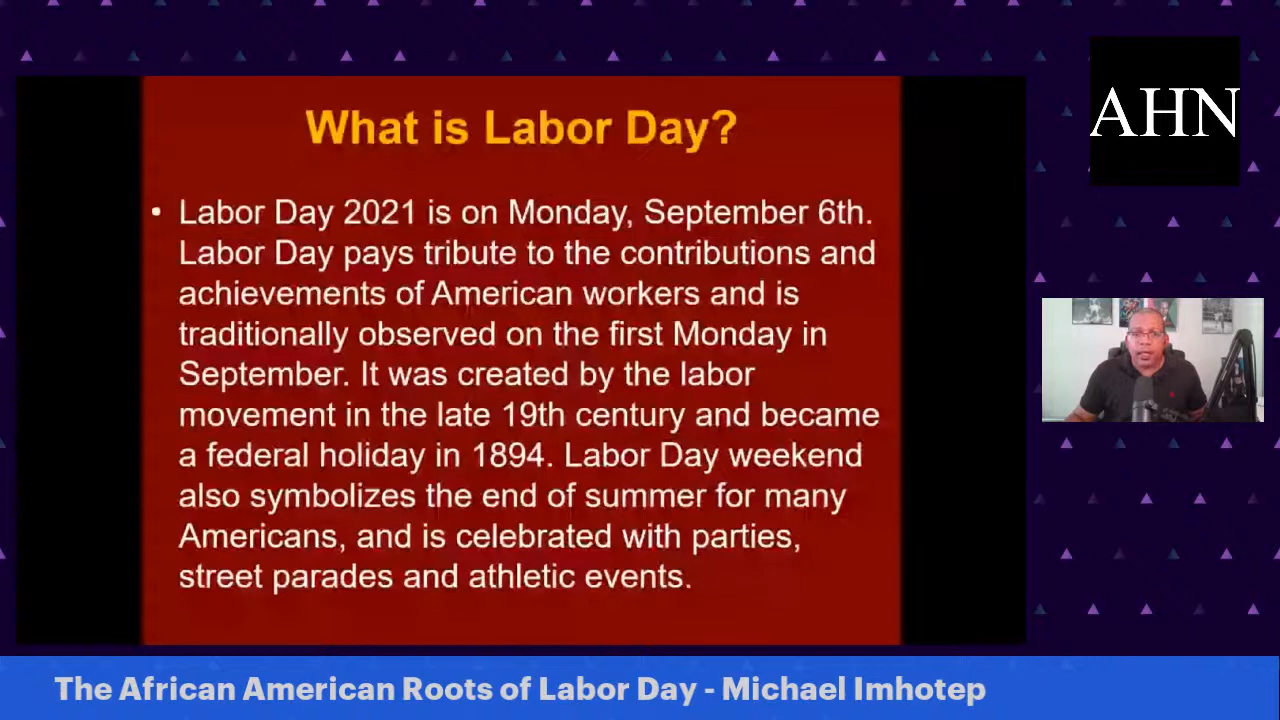 What is Labor Day?
AHN
• Labor Day 2021 is on Monday, September 6th.
Labor Day pays tribute to the contributions and
achievements of American workers and is
traditionally observed on the first Monday in
September. It was created by the labor
movement in the late 19th century and became
a federal holiday in 1894. Labor Day weekend
also symbolizes the end of summer for many
Americans, and is celebrated with parties,
street parades and athletic events.
The African American Roots of Labor Day - Michael Imhotep